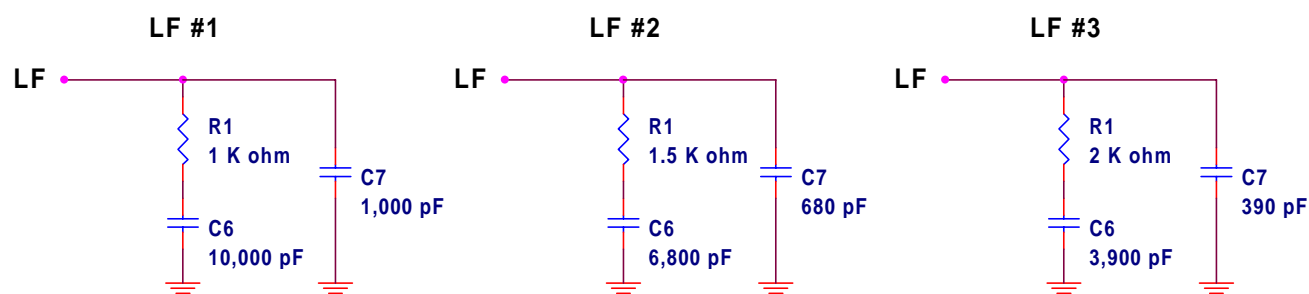 LF #1
LF #2
LF #3
LF
R1
1 K ohm
C7
1,000 pF
C6
10,000 pF
LF
R1
1.5 K ohm
C7
680 pF
C6
6,800 pF
LF
R1
2 K ohm
C7
390 pF
C6
3,900 pF